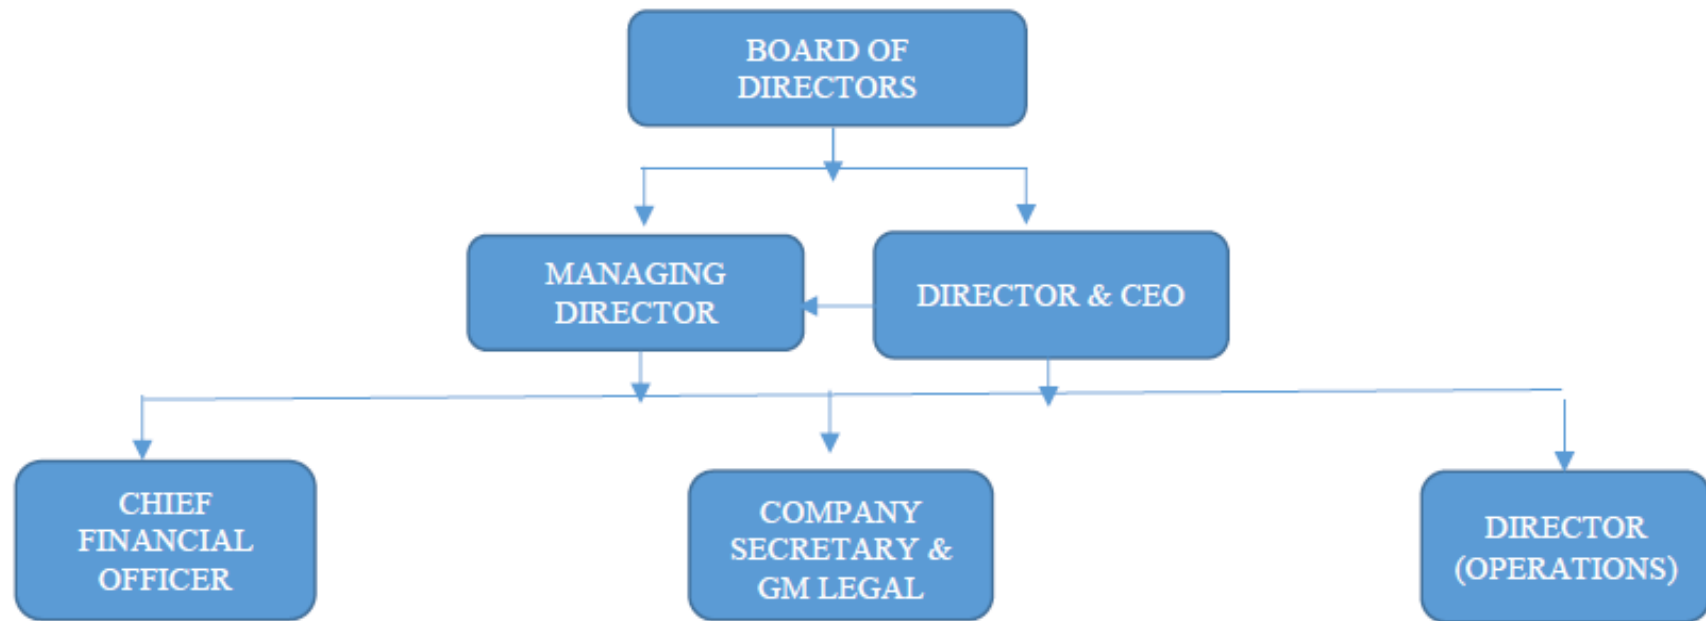 BOARD OF
DIRECTORS
MANAGING
DIRECTOR
DIRECTOR & CEO
CHIEF
FINANCIAL
OFFICER
COMPANY
SECRETARY &
GM LEGAL
DIRECTOR
(OPERATIONS)